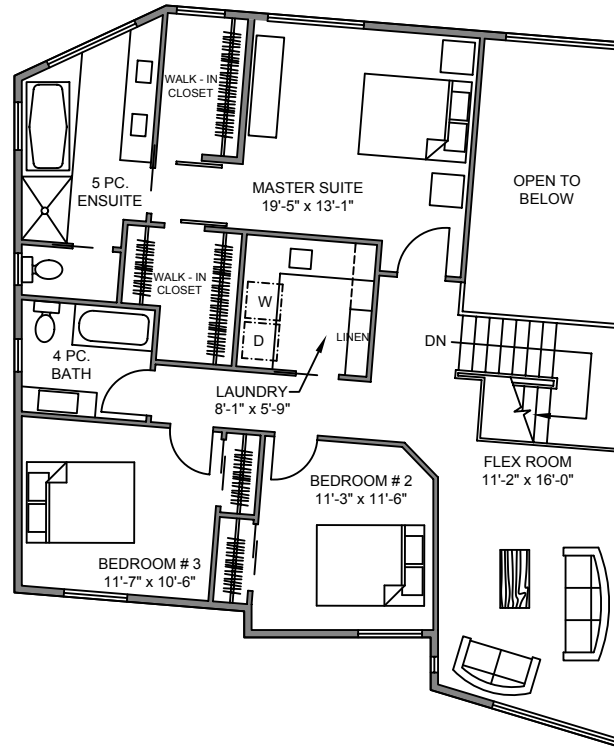 WALK - IN
CLOSET
5 PC.
ENSUITE
MASTER SUITE
19'-5" x 13'-1"
OPEN TO
BELOW
WALK - IN
CLOSET
W
D
LINEN
DN
4 PC.
BATH
LAUNDRY
8'-1" x 5'-9"
FLEX ROOM
11'-2" x 16'-0"
BEDROOM # 2
11'-3" x 11'-6"
BEDROOM # 3
11'-7" x 10'-6"